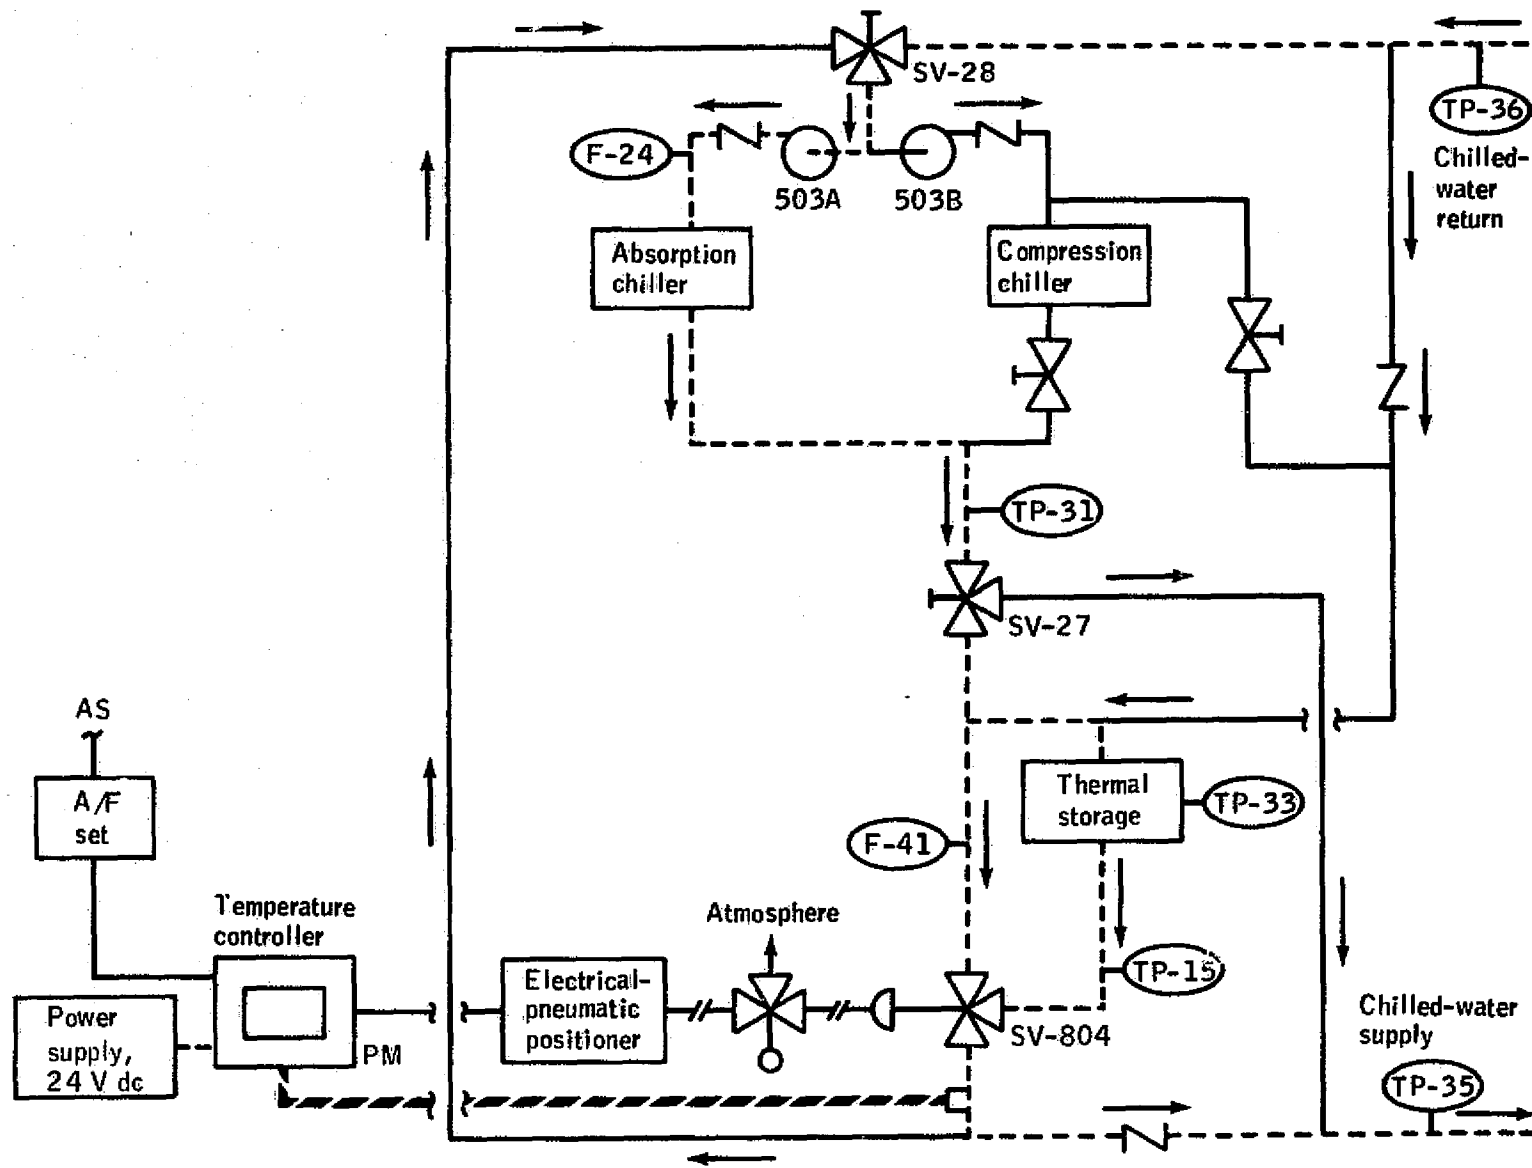 SV-28
TP-36
Chilled-
water
return
F-24
503A
503B
Absorption
chiller
Compression
chiller
TP-31
SV-27
AS
A/F
set
Thermal
storage
TP-33
F-41
Temperature
controller
Atmosphere
Electrical-
pneumatic
positioner
TP-15
SV-804
Chilled-water
supply
Power
supply,
24 V dc
PM
TP-35